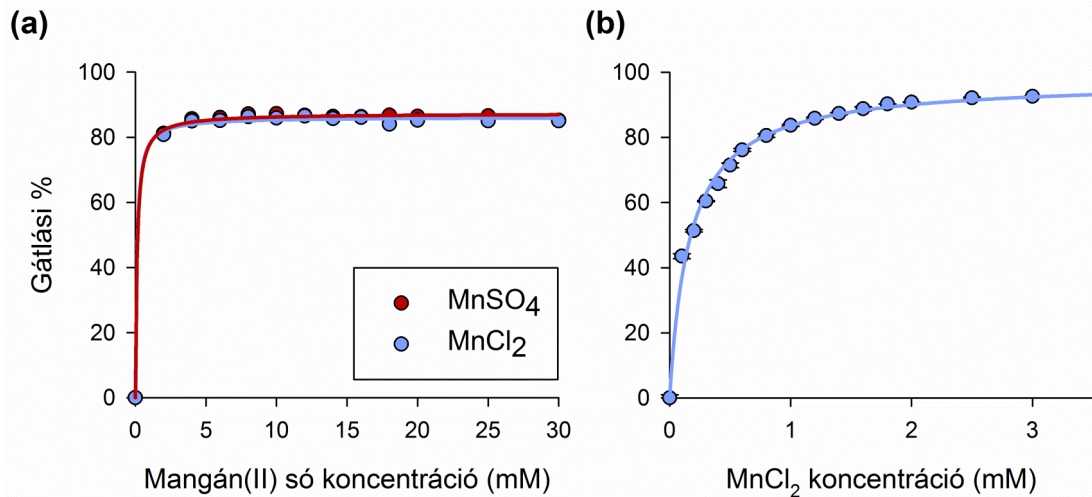 (a)
(b)
100
80
60
40
20
0
Gátlási %
MnSO4
MnCl2
0 5 10 15 20 25 30
Mangán(II) só koncentráció (mM)
100
80
60
40
20
0
0 1 2 3
MnCl2 koncentráció (mM)